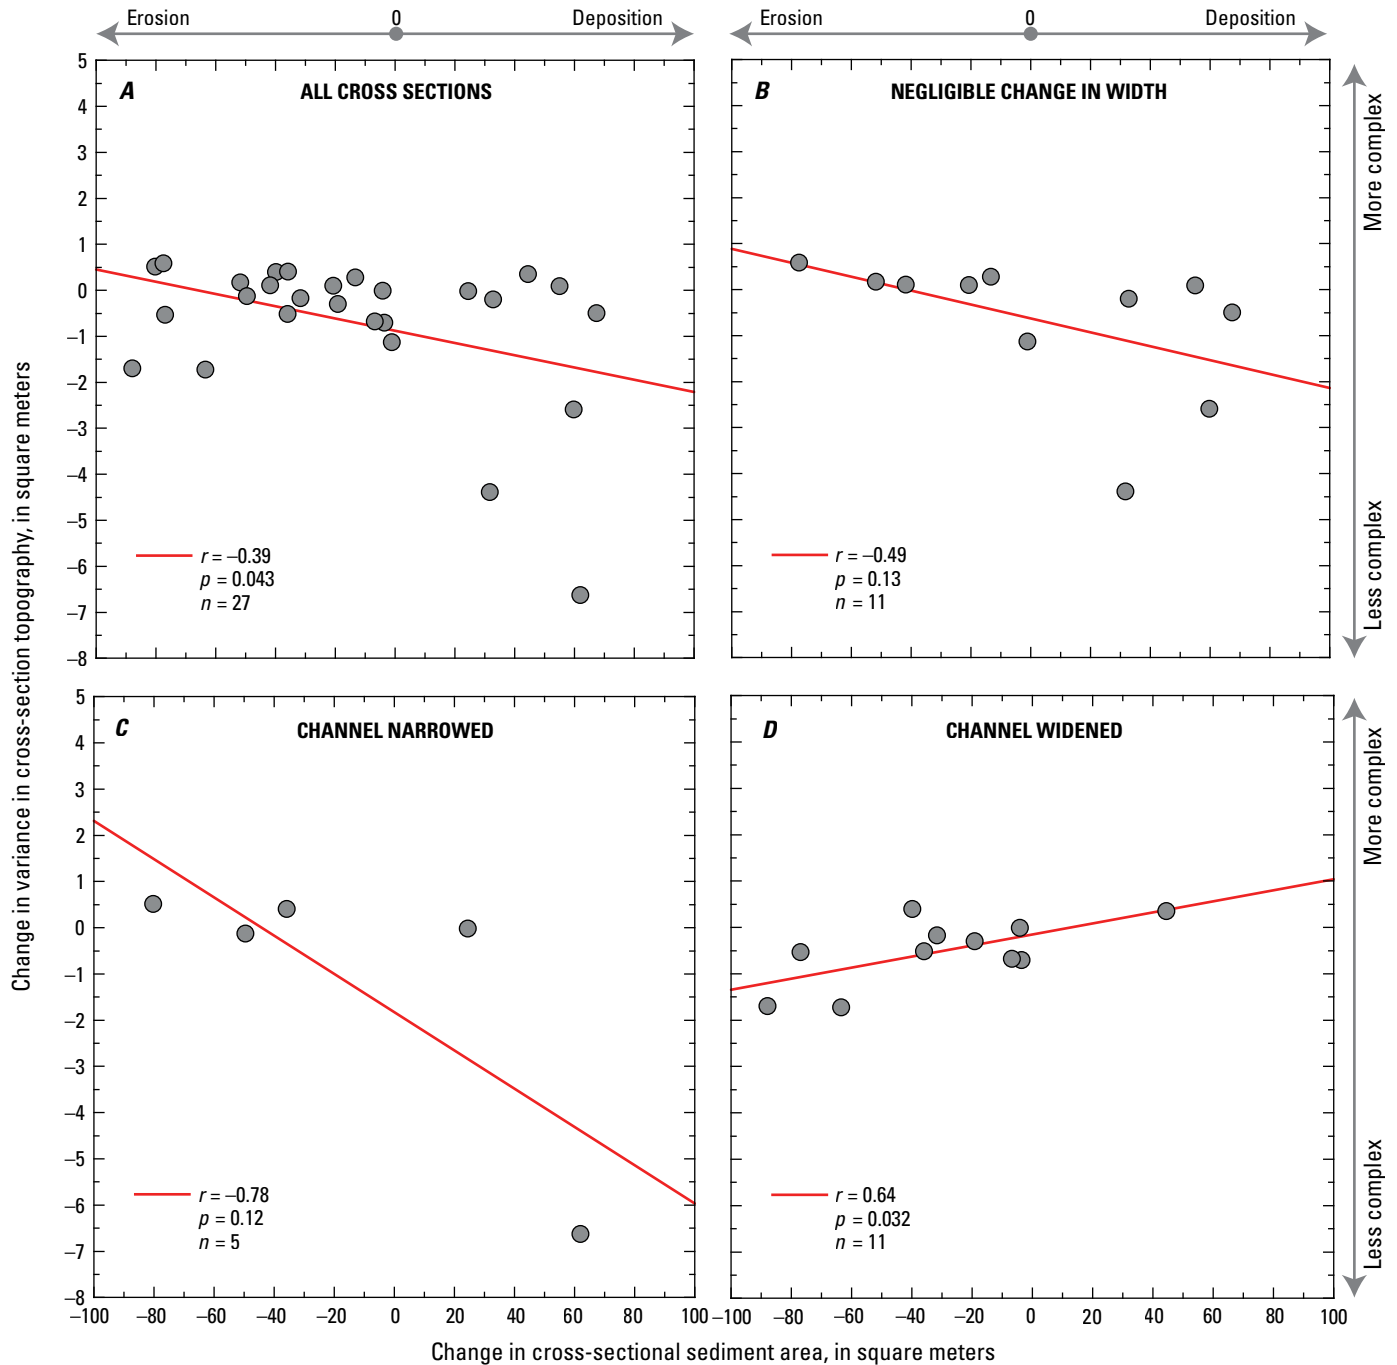 Erosion 0 Deposition
Erosion 0 Deposition
A ALL CROSS SECTIONS
5
4
3
2
1
0
–1
–2
–3
–4
–5
–6
–7
–8
r = –0.39
p = 0.043
n = 27
B NEGLIGIBLE CHANGE IN WIDTH
r = –0.49
p = 0.13
n = 11
More complex
Less complex
Change in variance in cross-section topography, in square meters
C CHANNEL NARROWED
5
4
3
2
1
0
–1
–2
–3
–4
–5
–6
–7
–8
r = –0.78
p = 0.12
n = 5
–100 –80 –60 –40 –20 0 20 40 60 80 100
D CHANNEL WIDENED
r = 0.64
p = 0.032
n = 11
–100 –80 –60 –40 –20 0 20 40 60 80 100
More complex
Less complex
Change in cross-sectional sediment area, in square meters